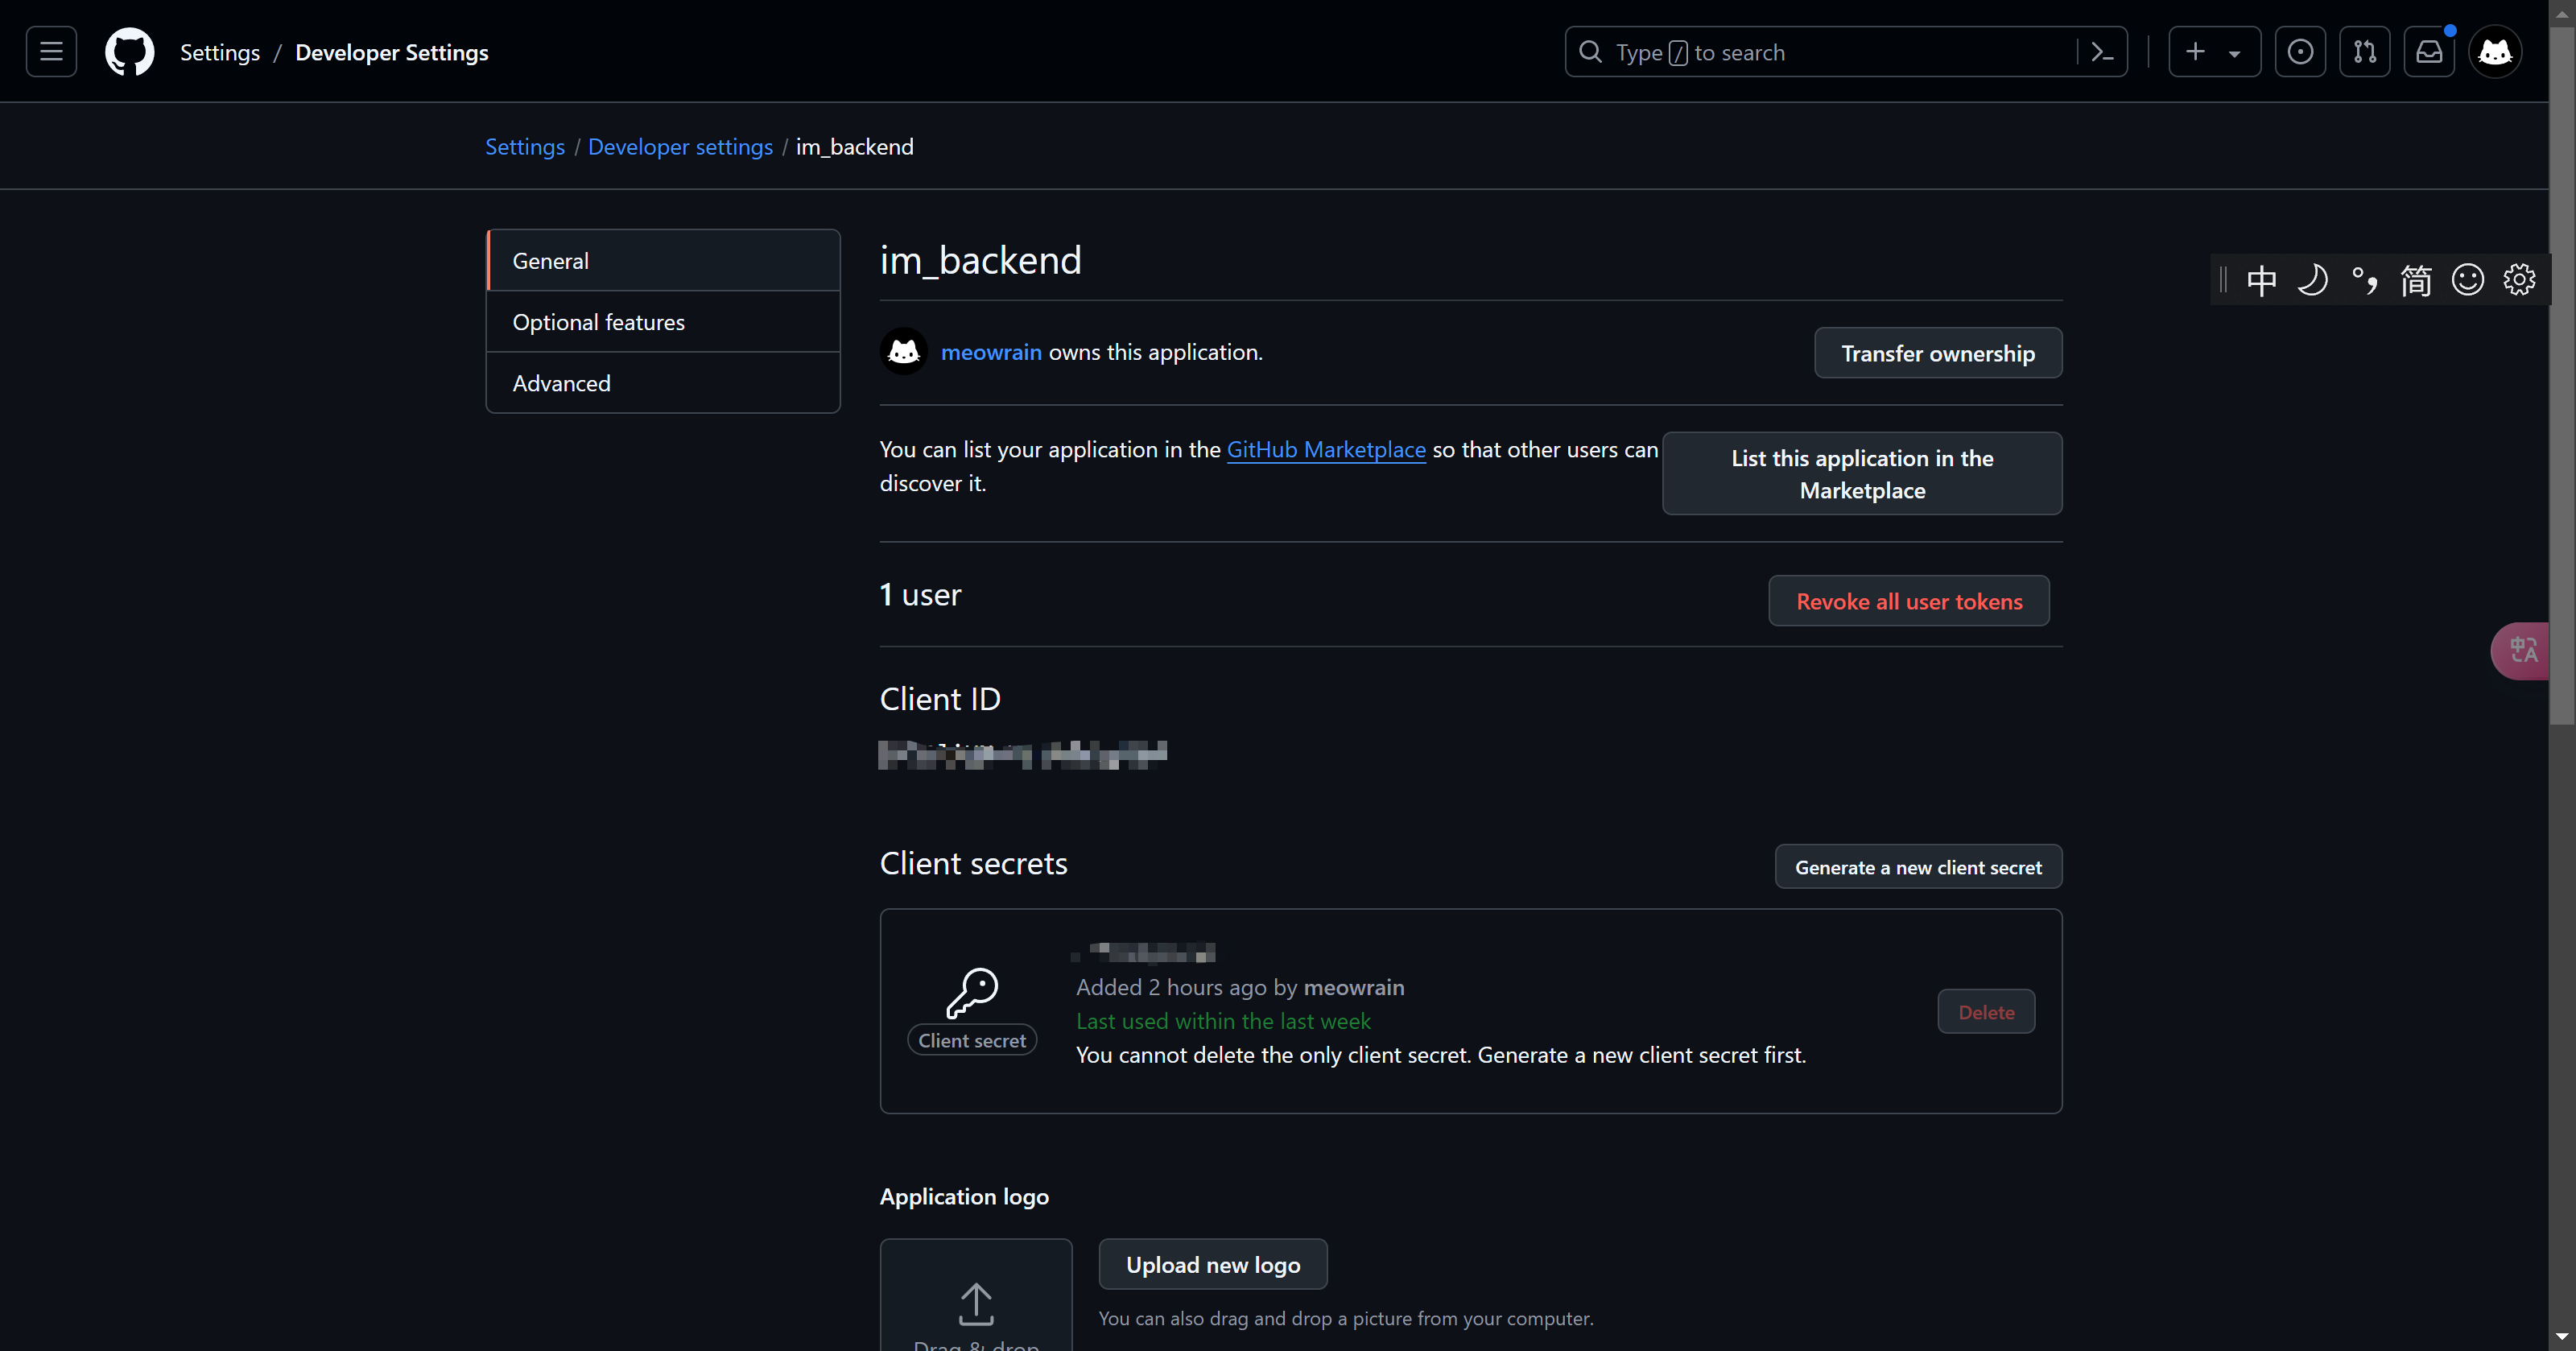 Settings / Developer Settings
Type / to search
Settings / Developer settings / im_backend
General
Optional features
Advanced
im_backend
meowrain owns this application.
Transfer ownership
You can list your application in the GitHub Marketplace so that other users can
discover it.
List this application in the
Marketplace
1 user
Revoke all user tokens
Client ID
Client secrets
Generate a new client secret
Client secret
Added 2 hours ago by meowrain
Last used within the last week
You cannot delete the only client secret. Generate a new client secret first.
Delete
Application logo
Upload new logo
You can also drag and drop a picture from your computer.
Drag & drop
中 °, 简
中A